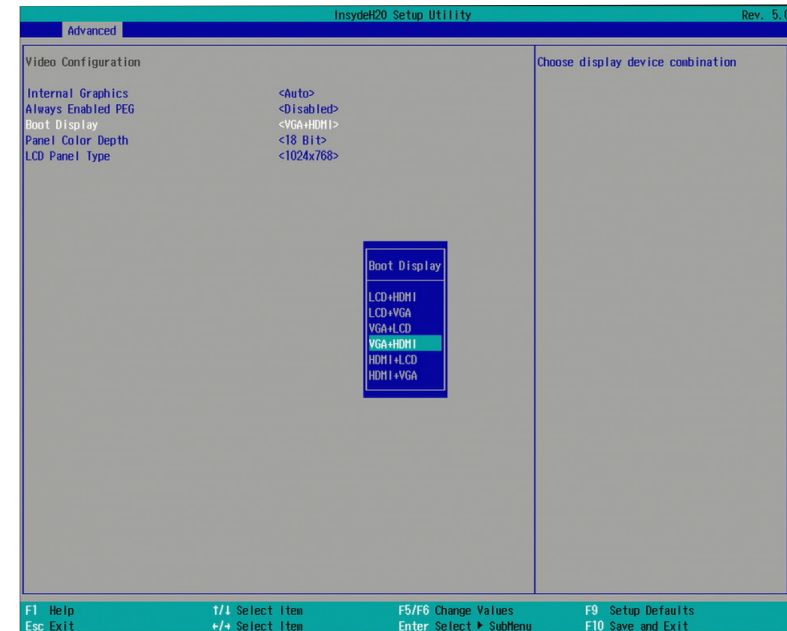 InsydeH20 Setup Utility Rev. 5.0
Advanced
Video Configuration
Choose display device combination
Internal Graphics <Auto>
Always Enabled PEG <Disabled>
Boot Display <VGA+HDMI>
Panel Color Depth <18 Bit>
LCD Panel Type <1024x768>
Boot Display
LCD+HDMI
LCD+VGA
VGA+LCD
VGA+HDMI
HDMI+LCD
HDMI+VGA
F1 Help ↑/↓ Select Item F5/F6 Change Values F9 Setup Defaults
Esc Exit ←/→ Select Item Enter Select ▶ SubMenu F10 Save and Exit